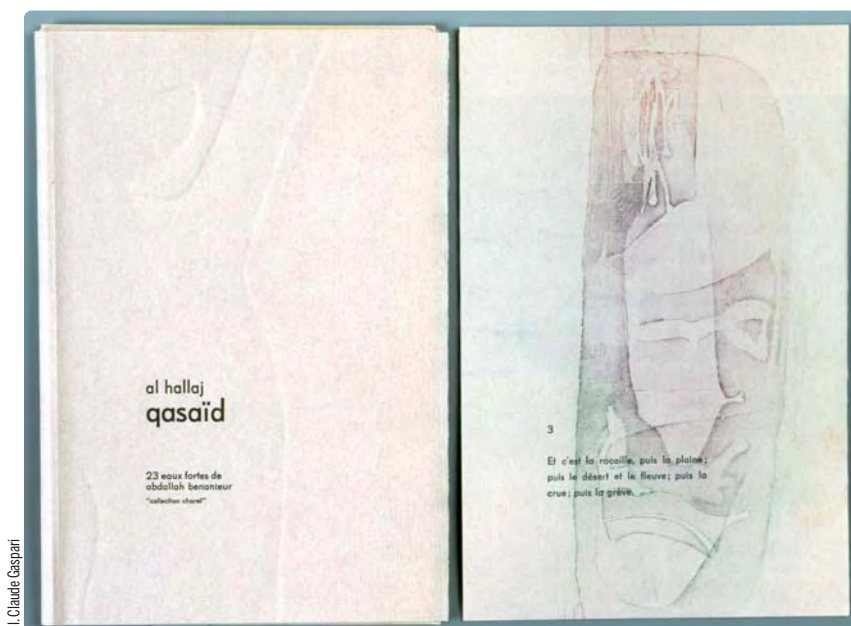 al hallaj
qasaïd
23 eaux fortes de
abdallah benanteur
"collection charef"
3
Et c'est la rocaille, puis la plaine;
puis le désert et le fleuve; puis la
crue; puis la grève.
I. Claude Gaspari